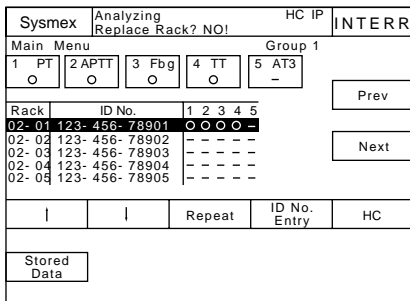 Sysmex Analyzing HC IP INTERR
Replace Rack? NO!
Main Menu Group 1
1 PT 2 APTT 3 Fbg 4 TT 5 AT3
O O O O –
Prev
Rack ID No. 1 2 3 4 5
02- 01 123- 456- 78901 O O O O –
02- 02 123- 456- 78902 – – – – –
Next
02- 03 123- 456- 78903 – – – – –
02- 04 123- 456- 78904 – – – – –
02- 05 123- 456- 78905 – – – – –
↑ ↓ Repeat ID No. Entry HC
Stored
Data